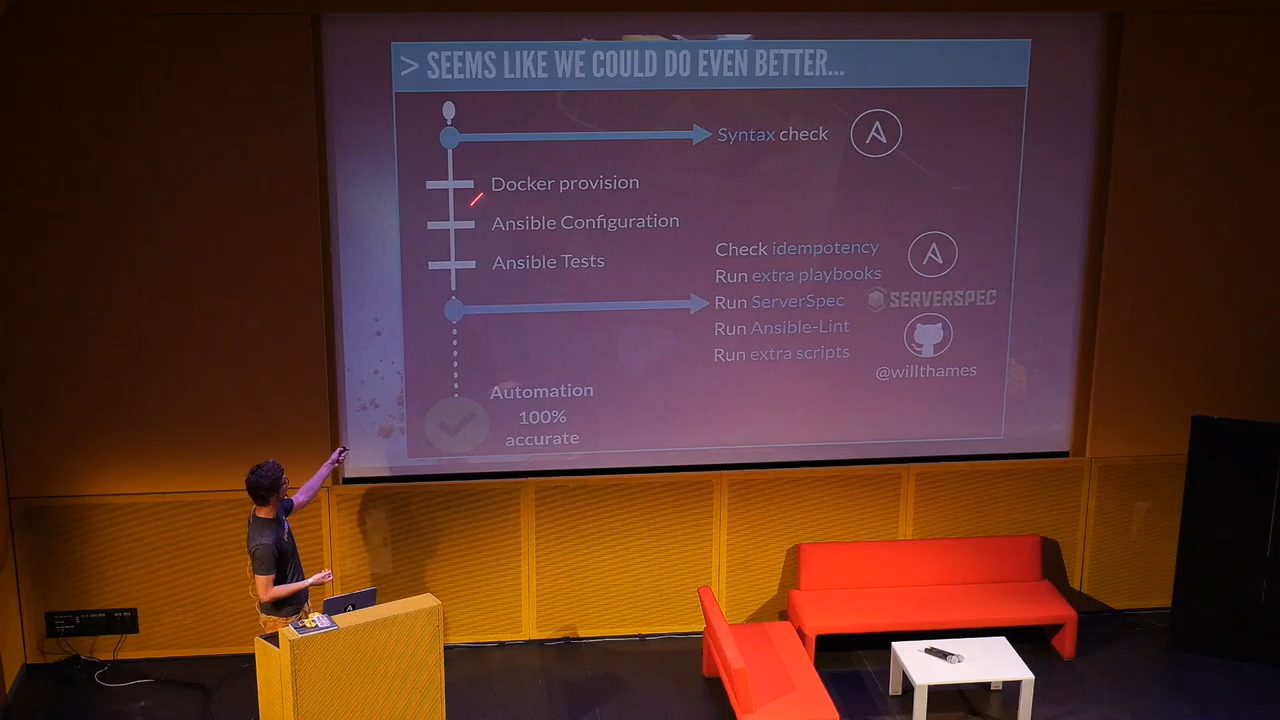 > SEEMS LIKE WE COULD DO EVEN BETTER...
Syntax check
Docker provision
Ansible Configuration
Ansible Tests
Check idempotency
Run extra playbooks
Run ServerSpec
SERVERSPEC
Run Ansible-Lint
Run extra scripts
@willthames
Automation
100%
accurate